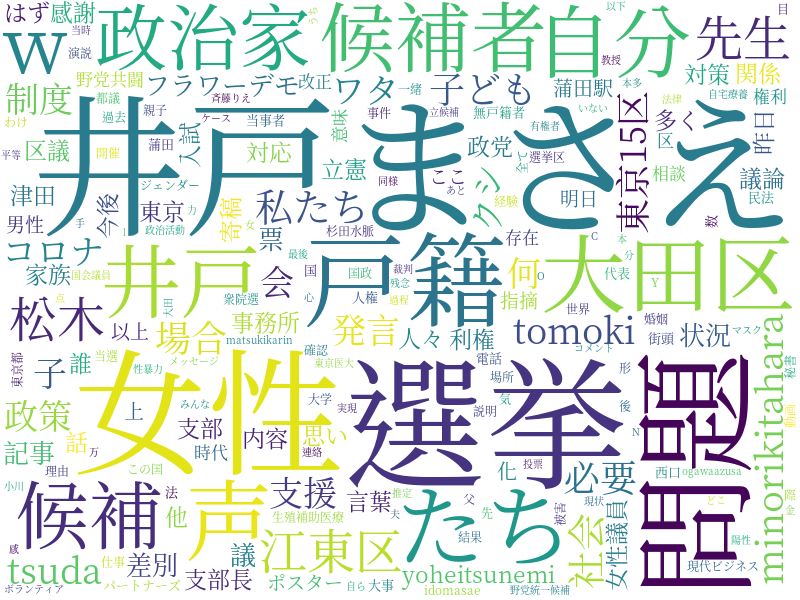 はず
感謝
当時
演説
w
政治家
候補者
自分
うち
以下
目
先生
野党共闘
改正
教授
フラワーデモ
ワタクシ
一緒
子ども
蒲田駅
対策
関係
制度
都議
斉藤りえ
本多
自宅療養
権利
井戸まさえ
親子
過去
ケース
当事者
入試
意味
事件
立候補
無戸籍者
いない
法律
東京15区
多く
昨日
わけ
区議
蒲田
対応
立憲
政党
有権者
選挙区
全て
区
平等
開催
ジェンダー
力
同様
あと
ここ
相談
議論
津田
今後
東京
寄稿
私たち
経験
明日
数
民法
男性
手
女
政治活動
杉田水脈
票
C
本
コロナ
井戸
戸籍
存在
大田区
家族
国会議員
最後
国
国政
裁判
会
何
o
代表
Y
分
点
大田
衆院選
心
残念
過程
人権
指摘
世界
松木
以上
場合
事務所
発言
人々
利権
tomoki
状況
婚姻
街頭
マスク
minorikitahara
東京都
子
誰
当選
メッセージ
matsukikarin
確認
東京医大
電話
コメント
秘書
女性
選挙
問題
性暴力
上
みんな
大学
場所
形
政策
記事
話
支部
内容
思い
実現
説明
気
後
動画
万
時代
連絡
化
投票
N
どこ
理由
この国
必要
西口
ogawaazusa
候補
声
支援
言葉
たち
小川
法
他
生殖補助医療
推定
現状
父
先
夫
被害
社会
女性議員
陽性
隠
金
感
tsuda
仕事
差別
議
江東区
結果
現代ビジネス
ボランティア
パートナーズ
支部長
ポスター
自ら
大事
yoheitsunemi
idomasae
野党統一候補